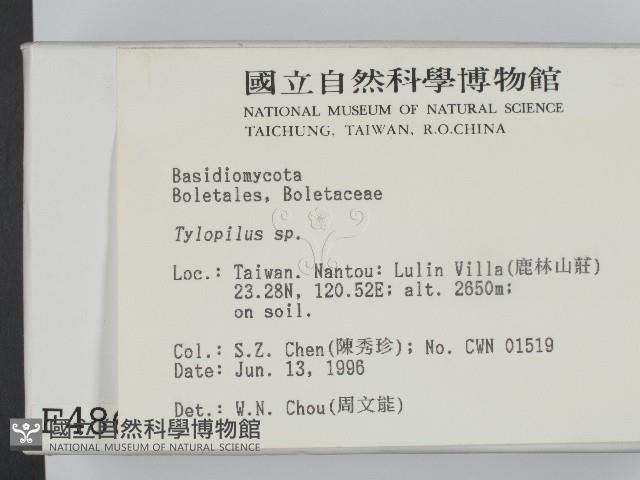 國立自然科學博物館
NATIONAL MUSEUM OF NATURAL SCIENCE
TAICHUNG, TAIWAN, R.O.CHINA
Basidiomycota
Boletales, Boletaceae
Tylopilus sp.
Loc.: Taiwan. Nantou: Lulin Villa(鹿林山莊)
23.28N, 120.52E; alt. 2650m;
on soil.
Col.: S.Z. Chen(陳秀珍); No. CWN 01519
Date: Jun. 13, 1996
Det.: W.N. Chou(周文能)
國立自然科學博物館
NATIONAL MUSEUM OF NATURAL SCIENCE